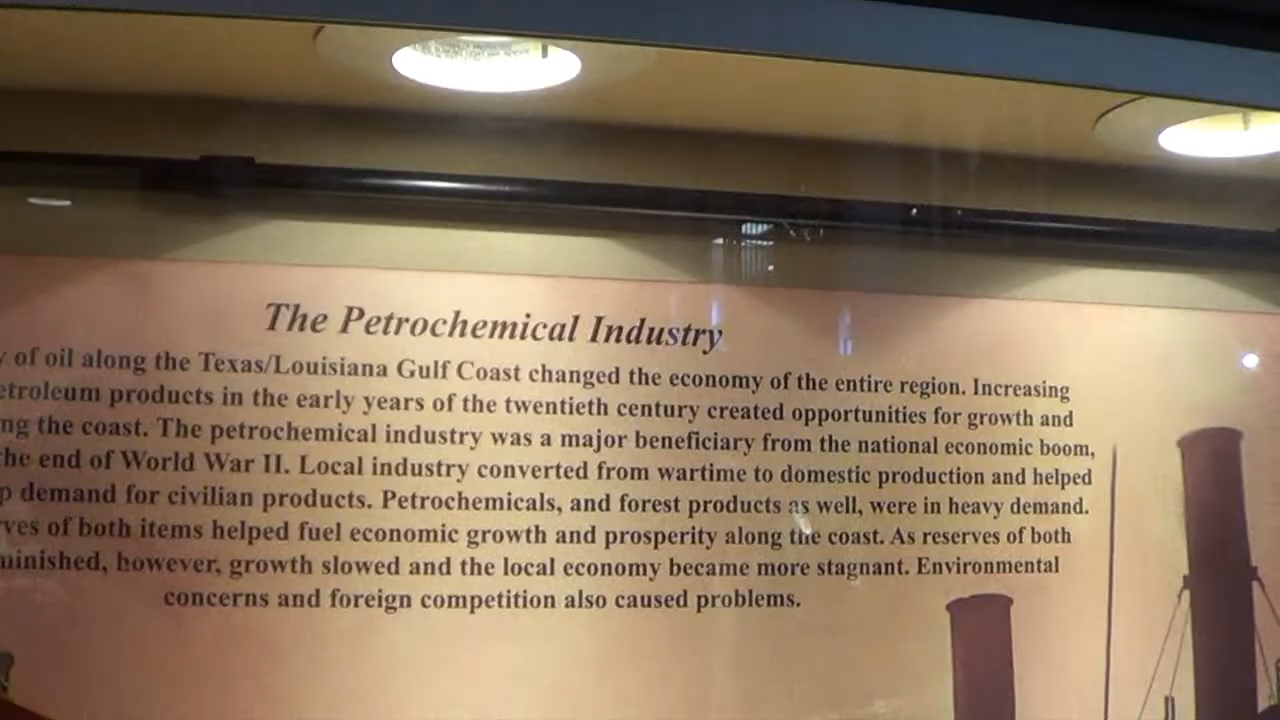 The Petrochemical Industry
of oil along the Texas/Louisiana Gulf Coast changed the economy of the entire region. Increasing
products in the early years of the twentieth century created opportunities for growth and
the coast. The petrochemical industry was a major beneficiary from the national economic boom,
the end of World War II. Local industry converted from wartime to domestic production and helped
demand for civilian products. Petrochemicals, and forest products as well, were in heavy demand.
of both items helped fuel economic growth and prosperity along the coast. As reserves of both
however, growth slowed and the local economy became more stagnant. Environmental
concerns and foreign competition also caused problems.